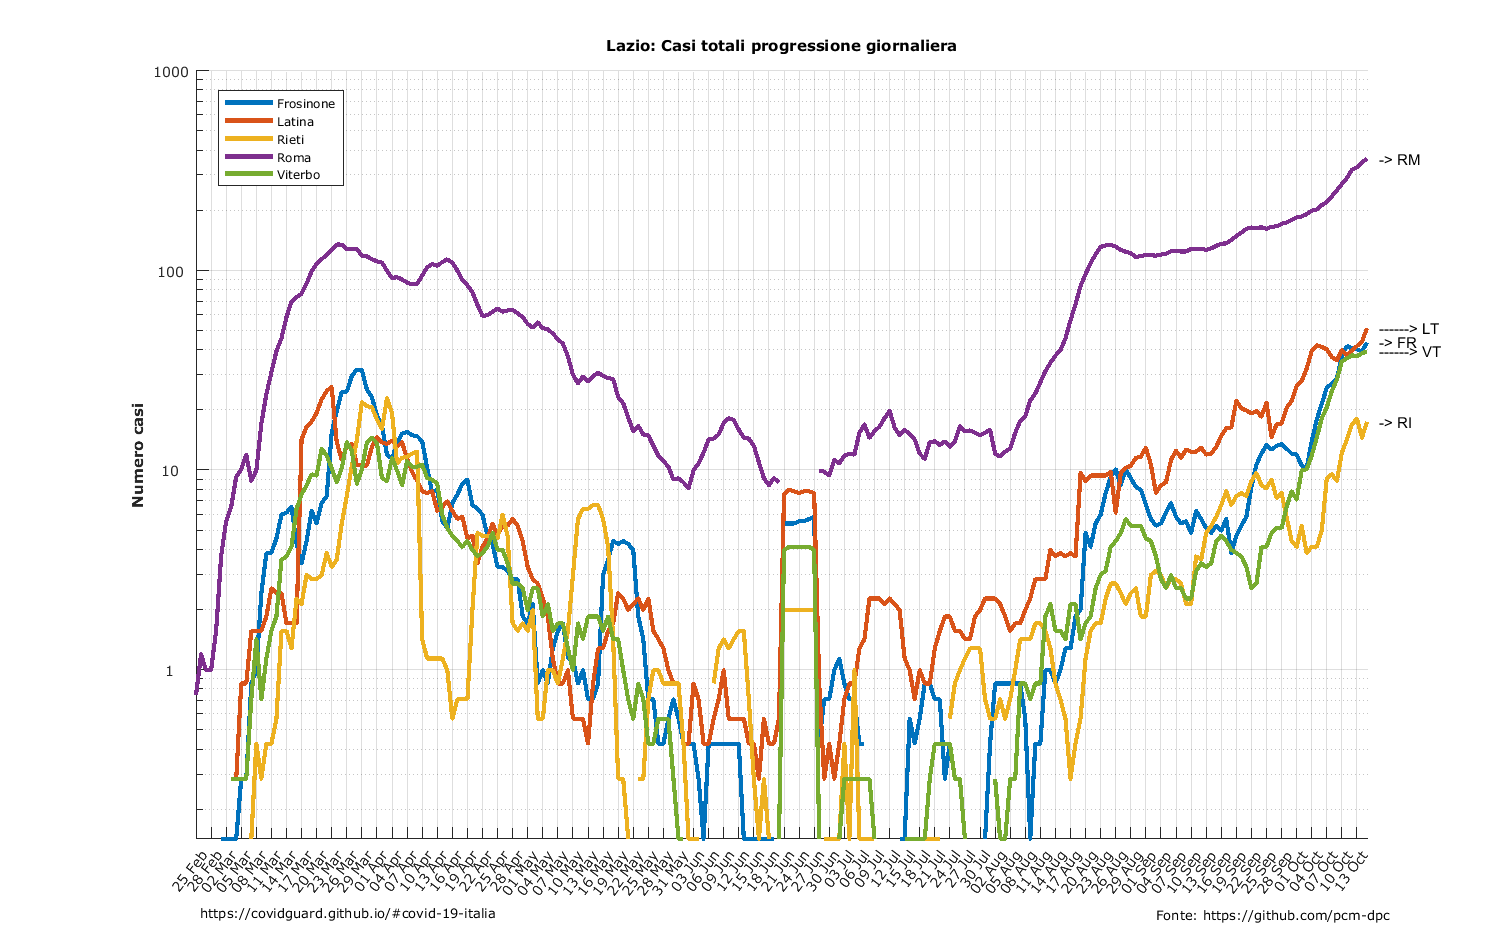 Lazio: Casi totali progressione giornaliera
1000
100
10
1
Numero casi
Frosinone
Latina
Rieti
Roma
Viterbo
-> RM
------> LT
-> FR
------> VT
-> RI
25 Feb
28 Feb
02 Mar
05 Mar
08 Mar
11 Mar
14 Mar
17 Mar
20 Mar
23 Mar
26 Mar
29 Mar
01 Apr
04 Apr
07 Apr
10 Apr
13 Apr
16 Apr
19 Apr
22 Apr
25 Apr
28 Apr
01 May
04 May
07 May
10 May
13 May
16 May
19 May
22 May
25 May
28 May
31 May
03 Jun
06 Jun
09 Jun
12 Jun
15 Jun
18 Jun
21 Jun
24 Jun
27 Jun
30 Jun
03 Jul
06 Jul
09 Jul
12 Jul
15 Jul
18 Jul
21 Jul
24 Jul
27 Jul
30 Jul
02 Aug
05 Aug
08 Aug
11 Aug
14 Aug
17 Aug
20 Aug
23 Aug
26 Aug
29 Aug
01 Sep
04 Sep
07 Sep
10 Sep
13 Sep
16 Sep
19 Sep
22 Sep
25 Sep
28 Sep
01 Oct
04 Oct
07 Oct
10 Oct
13 Oct
https://covidguard.github.io/#covid-19-italia
Fonte: https://github.com/pcm-dpc